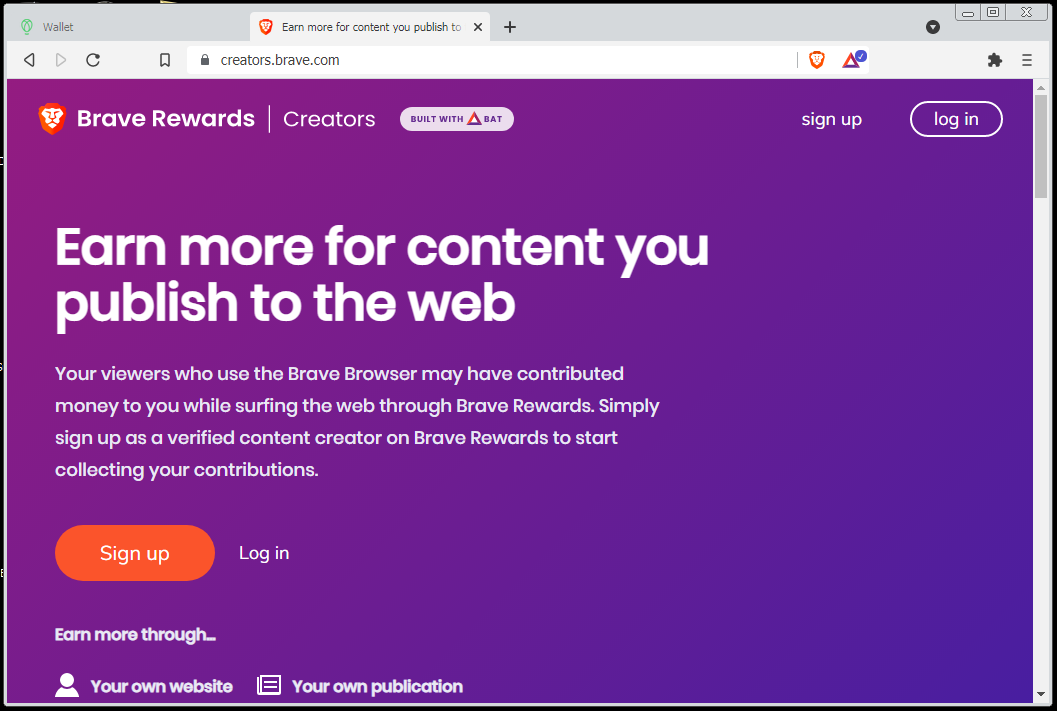 Wallet
Earn more for content you publish to
creators.brave.com
Brave Rewards | Creators
BUILT WITH BAT
sign up
log in
Earn more for content you
publish to the web
Your viewers who use the Brave Browser may have contributed
money to you while surfing the web through Brave Rewards. Simply
sign up as a verified content creator on Brave Rewards to start
collecting your contributions.
Sign up
Log in
Earn more through...
Your own website
Your own publication